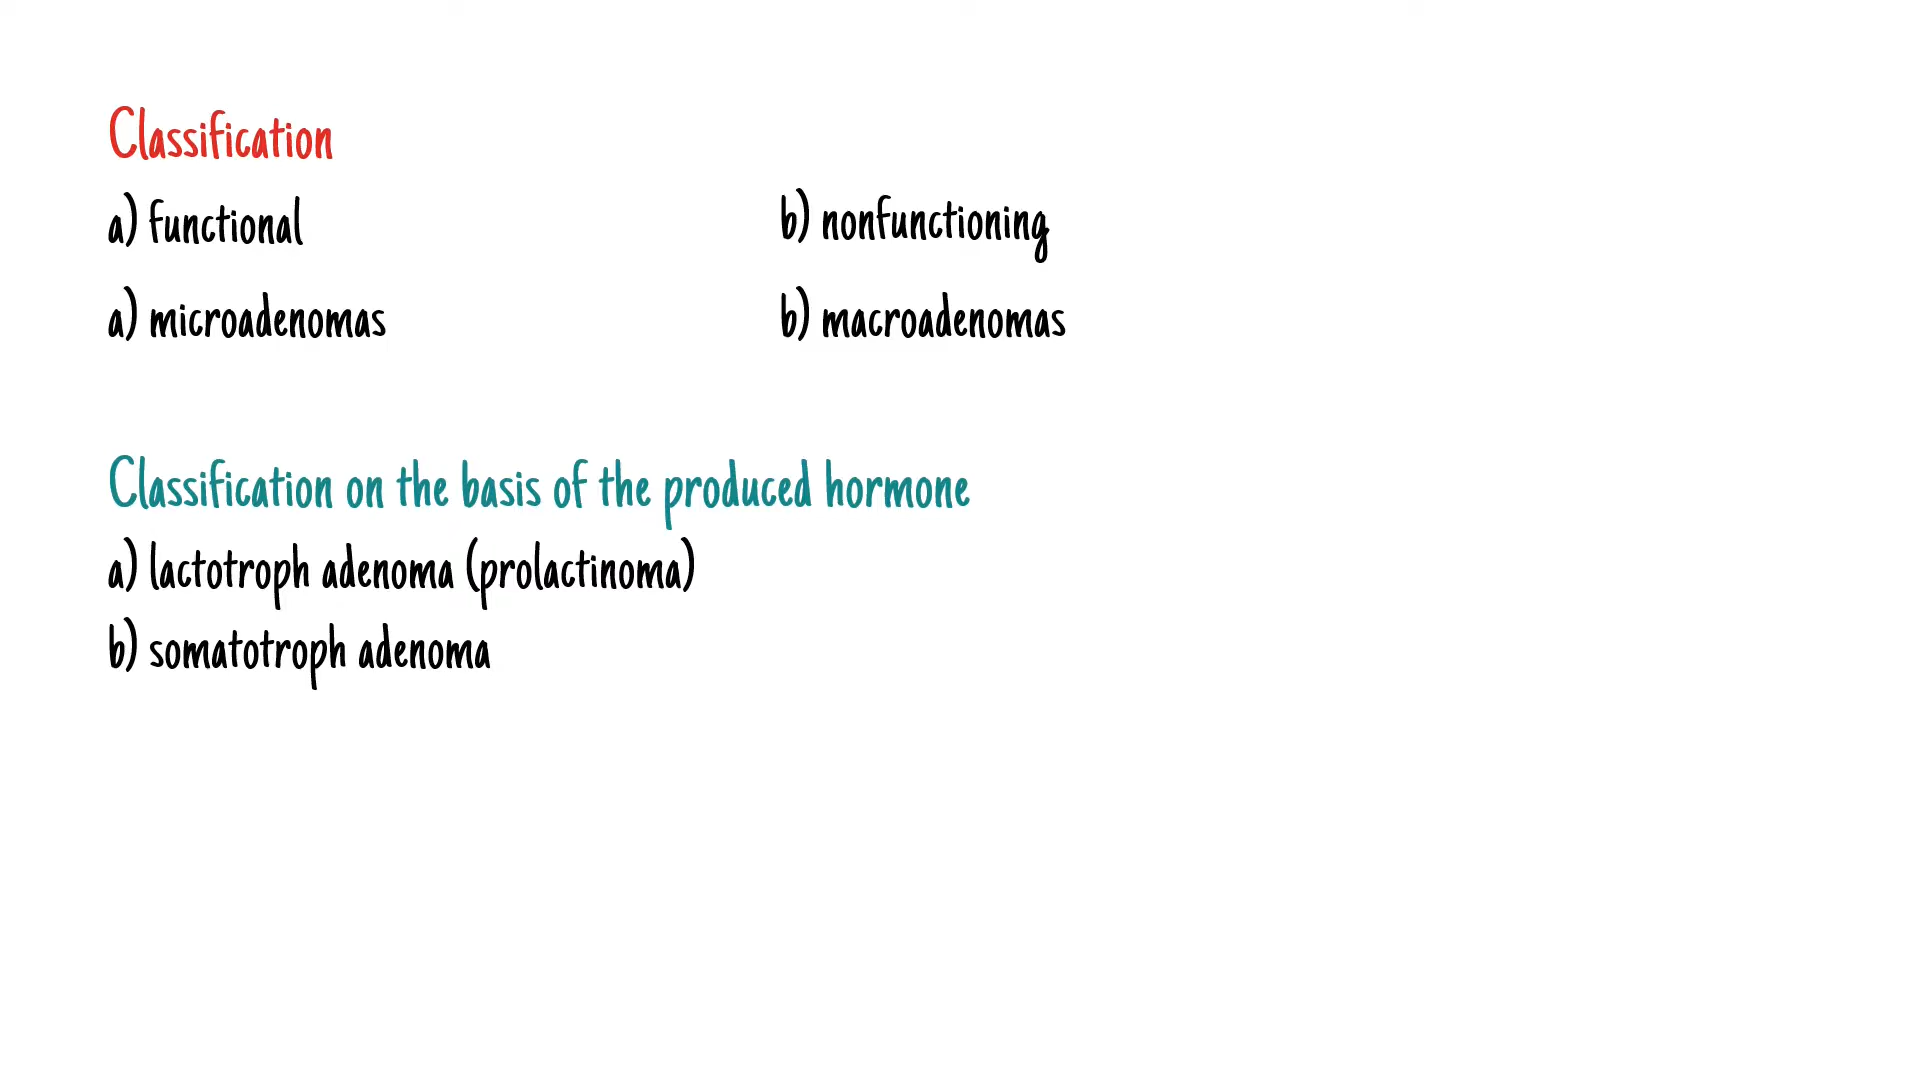 Classification
a) functional
b) nonfunctioning
a) microadenomas
b) macroadenomas
Classification on the basis of the produced hormone
a) lactotroph adenoma (prolactinoma)
b) somatotroph adenoma